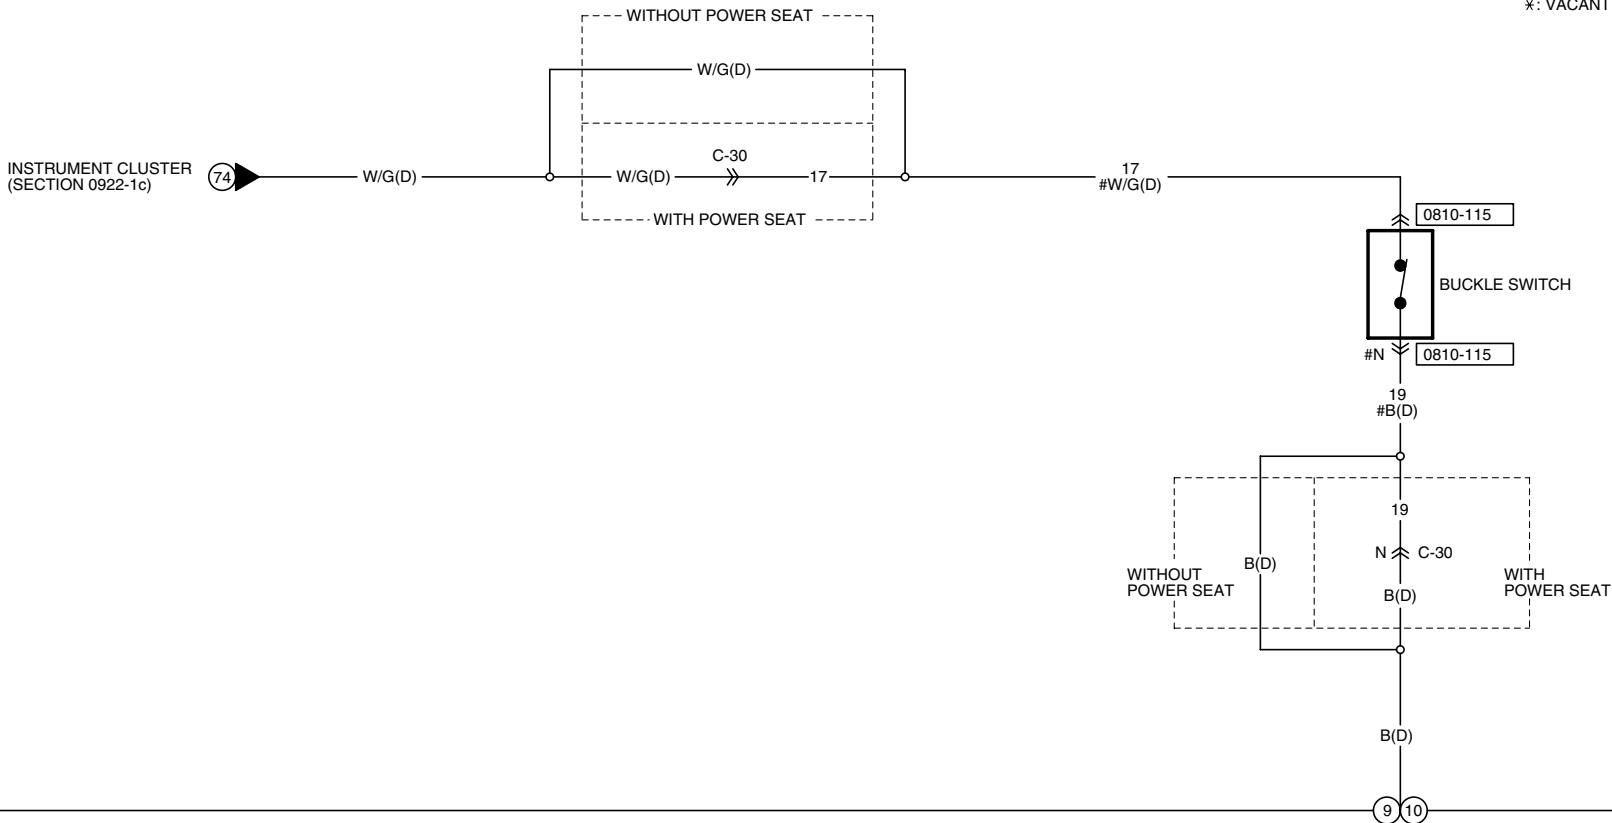 WITHOUT POWER SEAT
*: VACANT
W/G(D)
C-30
INSTRUMENT CLUSTER
(SECTION 0922-1c)
74
W/G(D)
W/G(D)
17
17
#W/G(D)
WITH POWER SEAT
0810-115
BUCKLE SWITCH
#N
0810-115
19
#B(D)
19
N
C-30
B(D)
WITHOUT
POWER SEAT
WITH
POWER SEAT
B(D)
B(D)
9
10